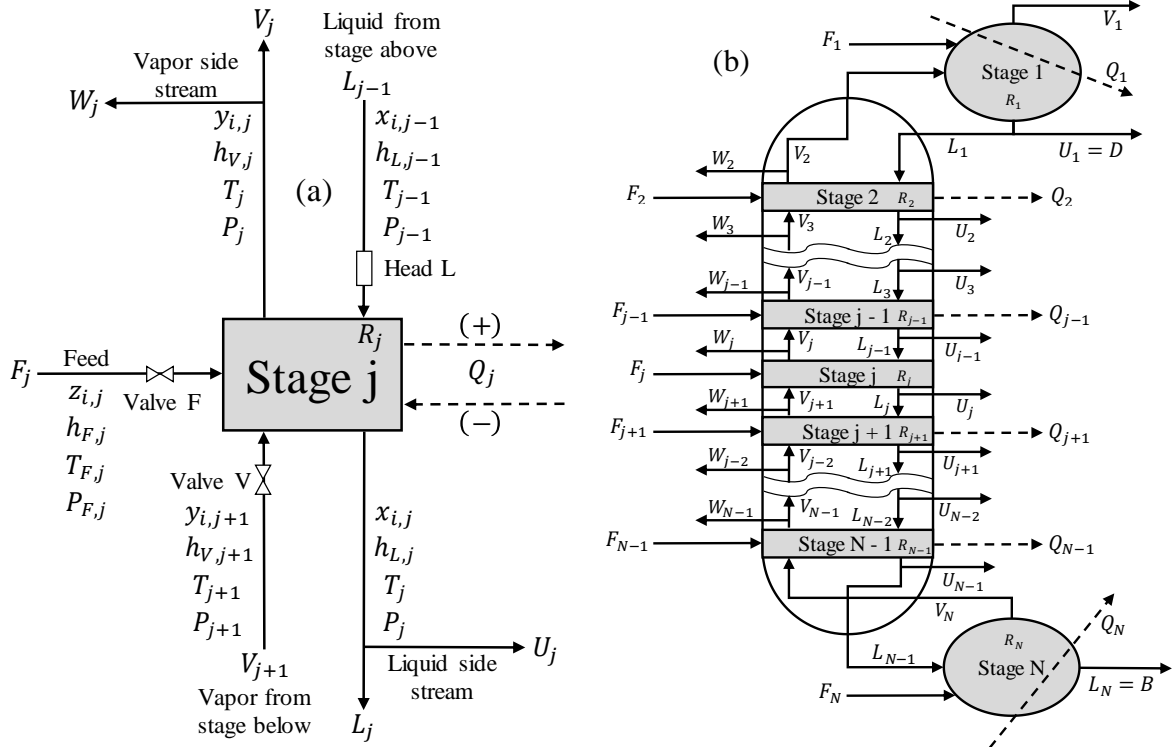 V_j
Vapor side
stream
W_j
y_{i,j}
h_{V,j}
T_j
P_j
Liquid from
stage above
L_{j-1}
x_{i,j-1}
h_{L,j-1}
T_{j-1}
P_{j-1}
(a)
Head L
R_j
Stage j
(+)
Q_j
(−)
F_j
Feed
Valve F
z_{i,j}
h_{F,j}
T_{F,j}
P_{F,j}
Valve V
y_{i,j+1}
h_{V,j+1}
T_{j+1}
P_{j+1}
V_{j+1}
Vapor from
stage below
x_{i,j}
h_{L,j}
T_j
P_j
U_j
Liquid side
stream
L_j
(b)
V_1
F_1
Stage 1
Q_1
R_1
L_1
U_1 = D
V_2
W_2
F_2
Stage 2 R_2
Q_2
W_3
V_3
L_2
U_2
W_{j-1}
V_{j-1}
L_3
U_3
F_{j-1}
Stage j - 1 R_{j-1}
Q_{j-1}
W_j
V_j
L_{j-1}
U_{j-1}
F_j
Stage j R_j
W_{j+1}
V_{j+1}
L_j
U_j
F_{j+1}
Stage j + 1 R_{j+1}
Q_{j+1}
W_{j-2}
V_{j-2}
L_{j+1}
U_{j+1}
W_{N-1}
V_{N-1}
L_{N-2}
U_{N-2}
F_{N-1}
Stage N - 1 R_{N-1}
Q_{N-1}
U_{N-1}
V_N
L_{N-1}
R_N
Stage N
Q_N
F_N
L_N = B